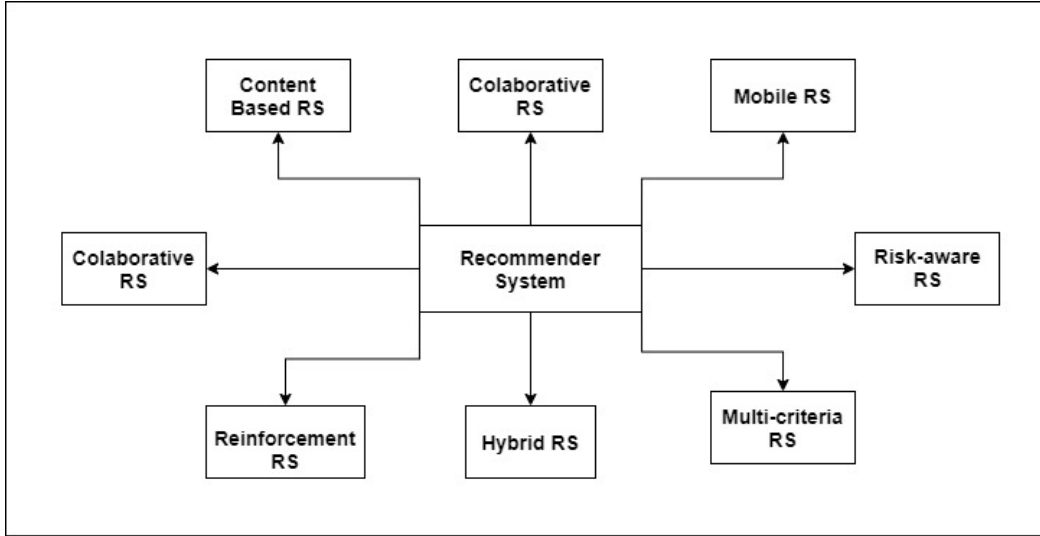 Content
Based RS
Colaborative
RS
Mobile RS
Colaborative
RS
Recommender
System
Risk-aware
RS
Reinforcement
RS
Hybrid RS
Multi-criteria
RS